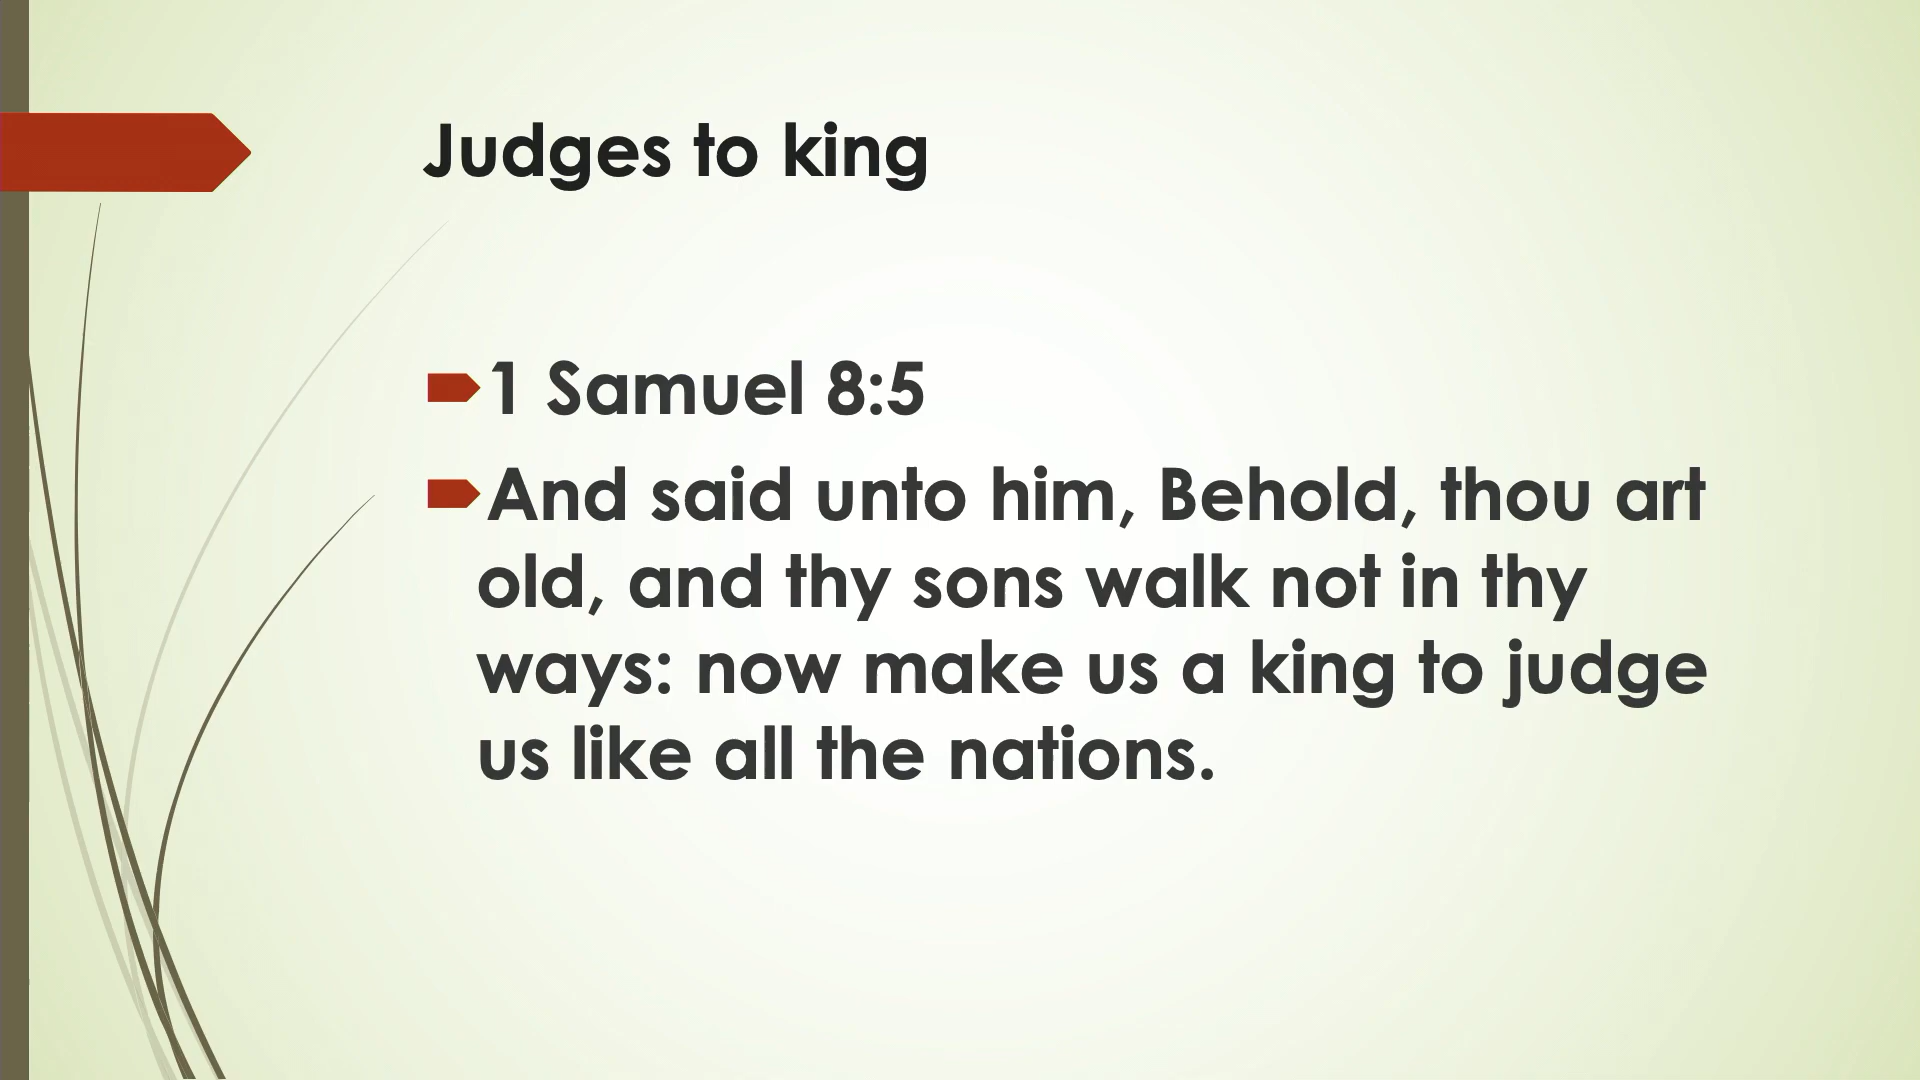 Judges to king
1 Samuel 8:5
And said unto him, Behold, thou art
old, and thy sons walk not in thy
ways: now make us a king to judge
us like all the nations.